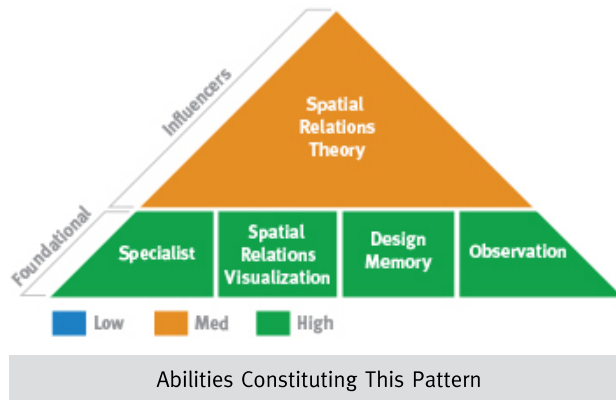 Influencers
Spatial
Relations
Theory
Foundational
Specialist
Spatial
Relations
Visualization
Design
Memory
Observation
Low
Med
High
Abilities Constituting This Pattern